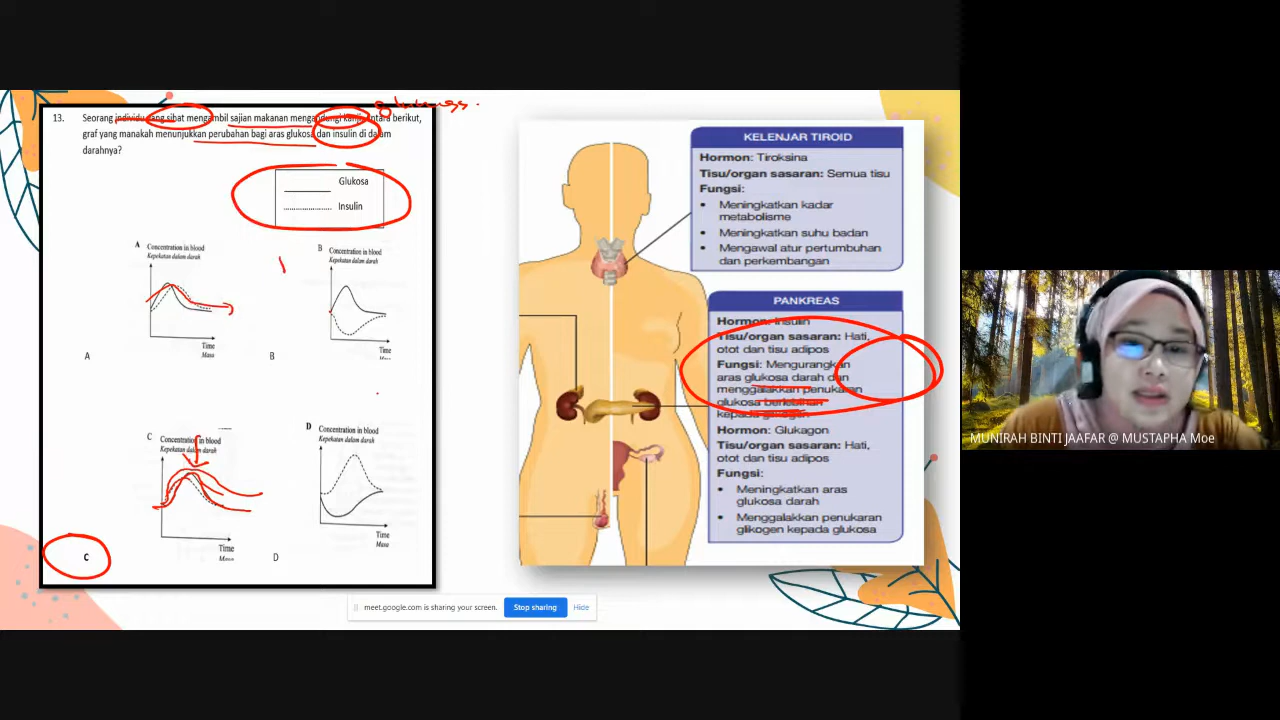 13. Seorang individu yang sihat mengambil sajian makanan mengandungi kanji. Antara berikut,
graf yang manakah menunjukkan perubahan bagi aras glukosa dan insulin di dalam
darahnya?
Glukosa
Insulin
A Concentration in blood
Kepekatan dalam darah
Time
Masa
A
B Concentration in blood
Kepekatan dalam darah
Time
Masa
B
C Concentration in blood
Kepekatan dalam darah
Time
Masa
C
D Concentration in blood
Kepekatan dalam darah
Time
Masa
D
KELENJAR TIROID
Hormon: Tiroksina
Tisu/organ sasaran: Semua tisu
Fungsi:
• Meningkatkan kadar
metabolisme
• Meningkatkan suhu badan
• Mengawal atur pertumbuhan
dan perkembangan
PANKREAS
Hormon: Insulin
Tisu/organ sasaran: Hati,
otot dan tisu adipos
Fungsi: Mengurangkan
aras glukosa darah dan
menggalakkan penukaran
glukosa berlebihan
kepada glikogen
Hormon: Glukagon
Tisu/organ sasaran: Hati,
otot dan tisu adipos
Fungsi:
• Meningkatkan aras
glukosa darah
• Menggalakkan penukaran
glikogen kepada glukosa
meet.google.com is sharing your screen. Stop sharing Hide
MUNIRAH BINTI JAAFAR @ MUSTAPHA Moe